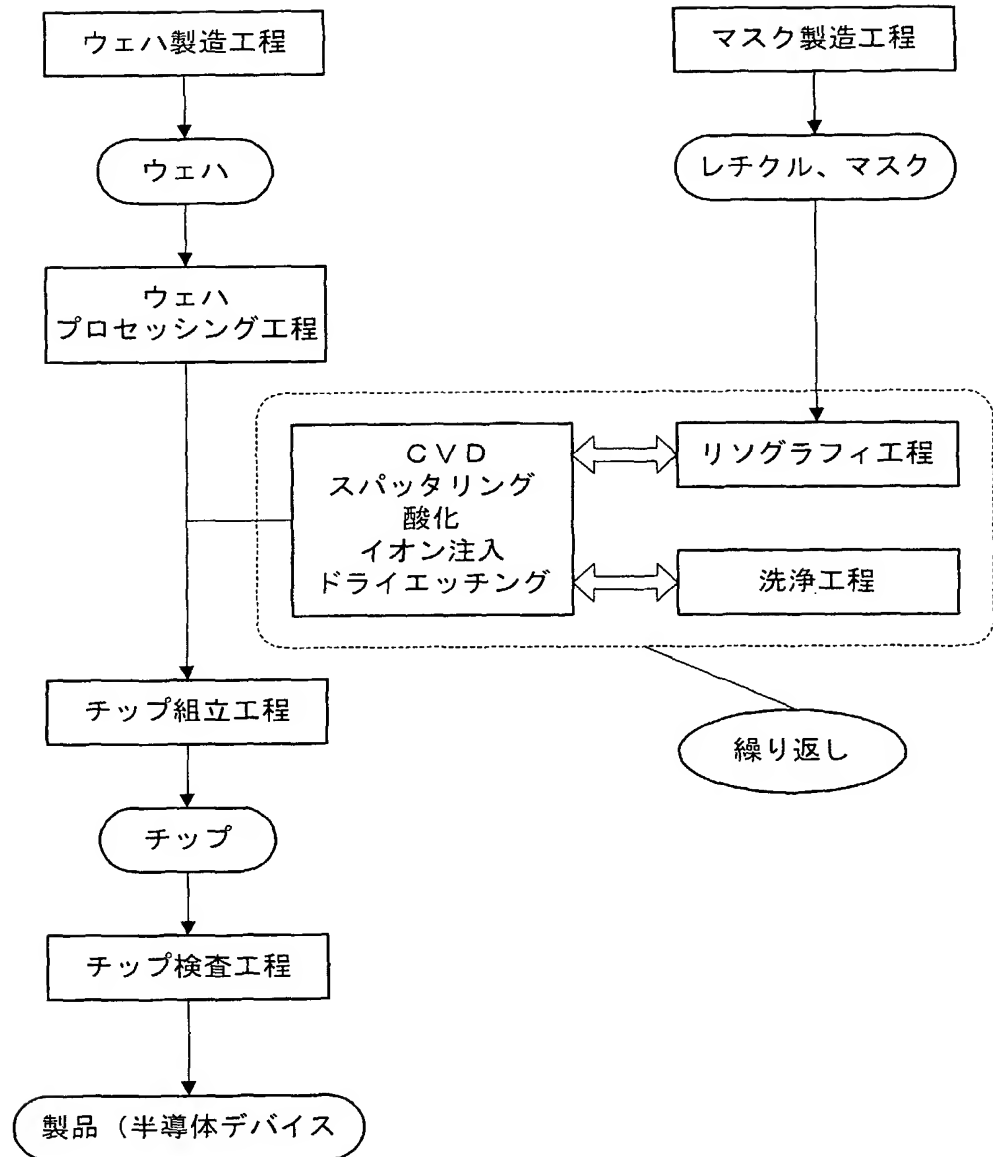 ウェハ製造工程
マスク製造工程
ウェハ
レチクル、マスク
ウェハ
プロセッシング工程
CVD
スパッタリング
酸化
イオン注入
ドライエッチング
リソグラフィ工程
洗浄工程
チップ組立工程
繰り返し
チップ
チップ検査工程
製品（半導体デバイス